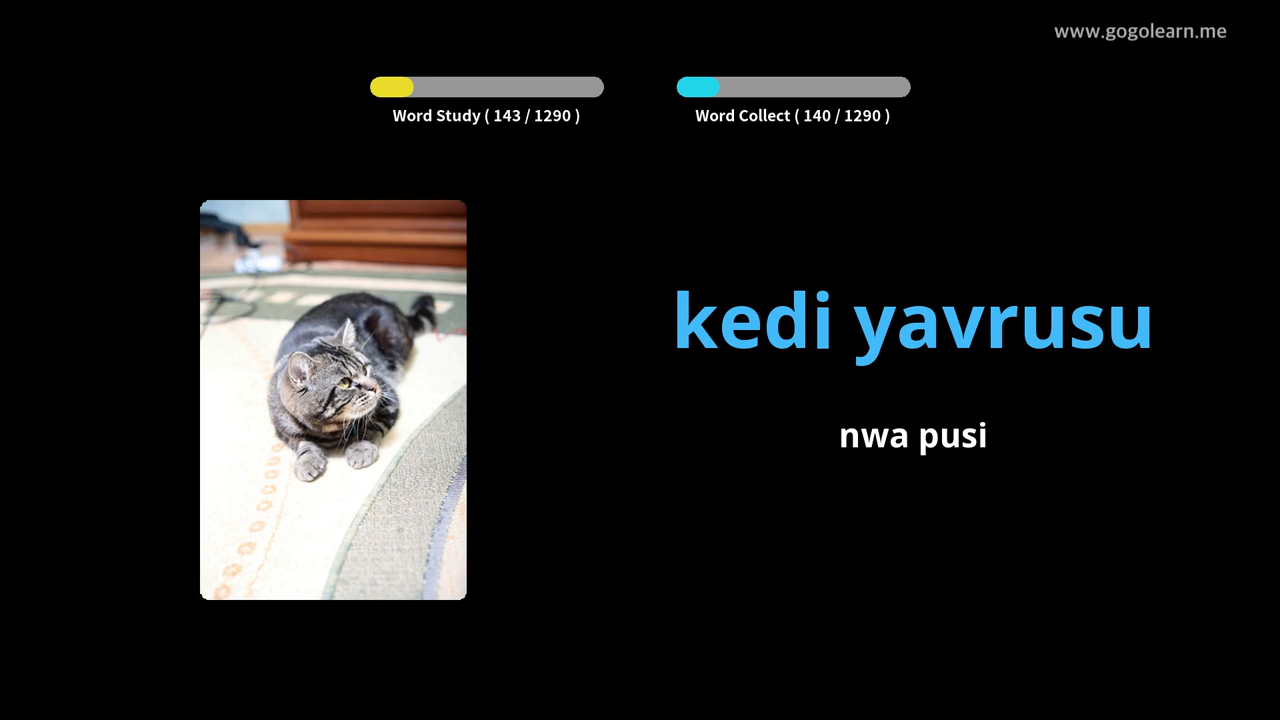 www.gogolearn.me
Word Study ( 143 / 1290 )
Word Collect ( 140 / 1290 )
kedi yavrusu
nwa pusi